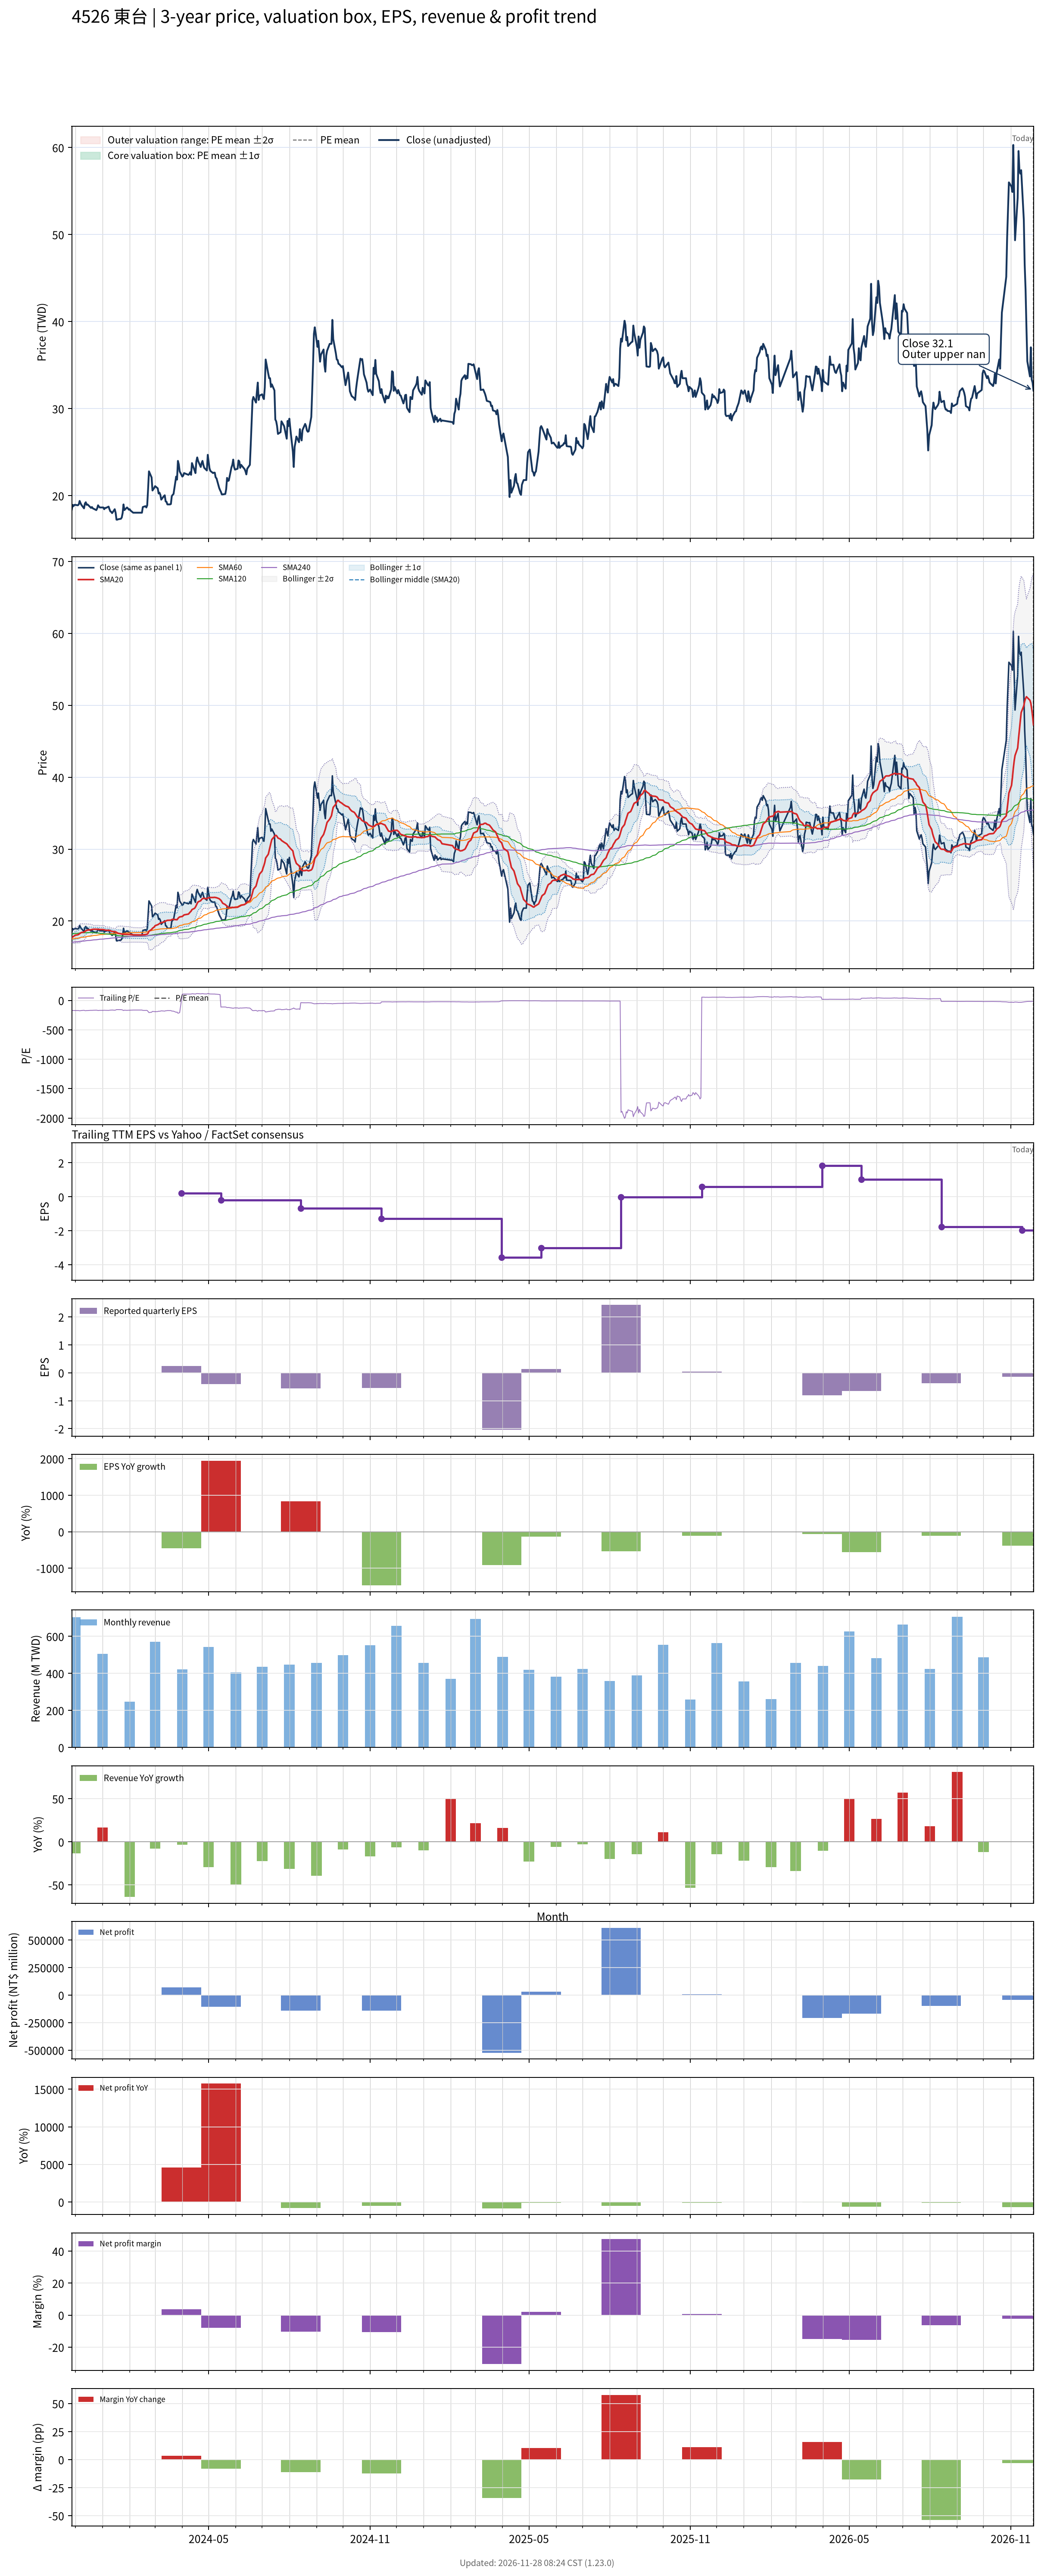 4526 東台 | 3-year price, valuation box, EPS, revenue & profit trend
Outer valuation range: PE mean ±2σ
PE mean
Close (unadjusted)
Core valuation box: PE mean ±1σ
Today
60
50
40
30
20
Price (TWD)
Close 32.1
Outer upper nan
Close (same as panel 1)
SMA60
SMA240
Bollinger ±1σ
SMA20
SMA120
Bollinger ±2σ
Bollinger middle (SMA20)
70
60
50
40
30
20
Price
Trailing P/E
P/E mean
0
-500
-1000
-1500
-2000
P/E
Trailing TTM EPS vs Yahoo / FactSet consensus
Today
2
0
-2
-4
EPS
Reported quarterly EPS
2
1
0
-1
-2
EPS
EPS YoY growth
2000
1000
0
-1000
YoY (%)
Monthly revenue
600
400
200
0
Revenue (M TWD)
Revenue YoY growth
50
0
-50
YoY (%)
Month
Net profit
500000
250000
0
-250000
-500000
Net profit (NT$ million)
Net profit YoY
15000
10000
5000
0
YoY (%)
Net profit margin
40
20
0
-20
Margin (%)
Margin YoY change
50
25
0
-25
-50
Δ margin (pp)
2024-05
2024-11
2025-05
2025-11
2026-05
2026-11
Updated: 2026-11-28 08:24 CST (1.23.0)